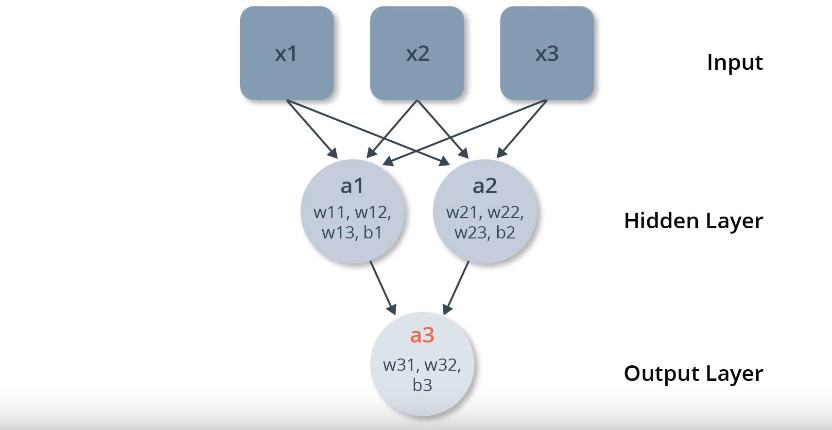 x1 x2 x3 Input
a1 a2
w11, w12, w21, w22,
w13, b1 w23, b2
Hidden Layer
a3
w31, w32,
b3
Output Layer